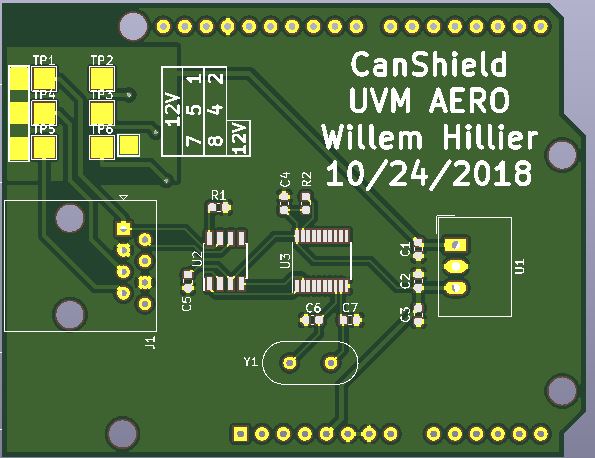 CanShield
UVM AERO
Willem Hillier
10/24/2018
TP1
TP2
TP4
TP3
TP5
TP6
12V
7 5 1
8 4 2
12V
R1
C4
R2
U2
U3
C5
C1
C2
C3
U1
C6
C7
J1
Y1